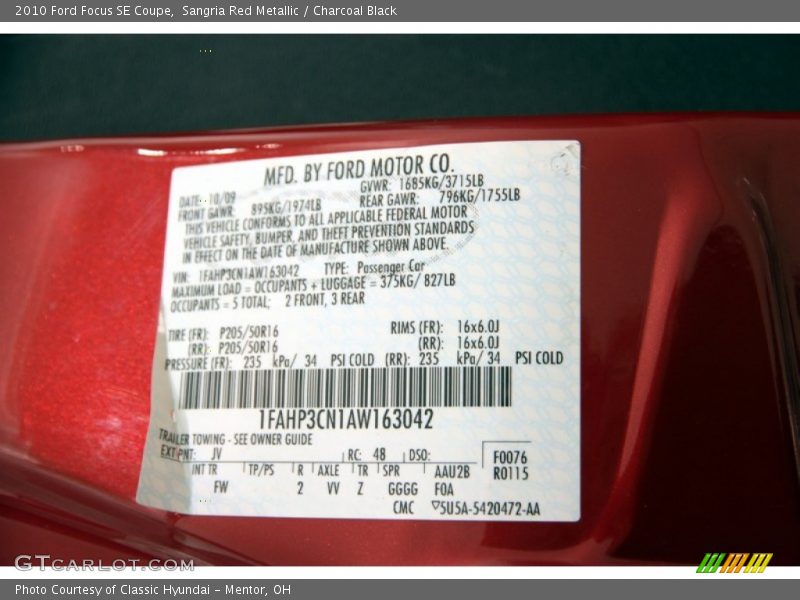 2010 Ford Focus SE Coupe,  Sangria Red Metallic / Charcoal Black
MFD. BY FORD MOTOR CO.
DATE: 10/09 GVWR: 1685KG/3715LB
FRONT GAWR: 895KG/1974LB REAR GAWR: 796KG/1755LB
THIS VEHICLE CONFORMS TO ALL APPLICABLE FEDERAL MOTOR
VEHICLE SAFETY, BUMPER, AND THEFT PREVENTION STANDARDS
IN EFFECT ON THE DATE OF MANUFACTURE SHOWN ABOVE.
VIN: 1FAHP3CN1AW163042 TYPE: Passenger Car
MAXIMUM LOAD = OCCUPANTS + LUGGAGE = 375KG/ 827LB
OCCUPANTS = 5 TOTAL; 2 FRONT, 3 REAR
TIRE (FR): P205/50R16 RIMS (FR): 16x6.0J
(RR): P205/50R16 (RR): 16x6.0J
PRESSURE (FR): 235 kPa/ 34 PSI COLD (RR): 235 kPa/ 34 PSI COLD
1FAHP3CN1AW163042
TRAILER TOWING - SEE OWNER GUIDE
EXT PNT: JV RC: 48 DSO: F0076
INT TR TP/PS R AXLE TR SPR AAU2B R0115
FW 2 VV Z GGGG F0A
CMC ▽5U5A-5420472-AA
GTCARLOT.COM
Photo Courtesy of Classic Hyundai - Mentor, OH